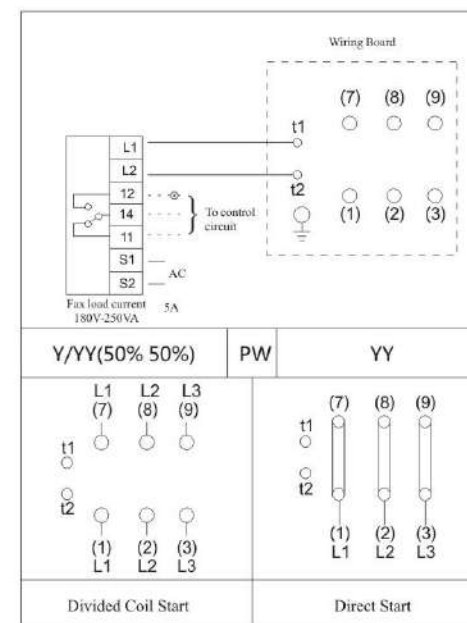 Wiring Board
(7) (8) (9)
t1
t2
(1) (2) (3)
L1
L2
12
14
11
S1
S2
To control
circuit
AC
Fax load current
180V-250VA
5A
Y/YY(50% 50%)
PW
YY
L1 L2 L3
(7) (8) (9)
t1
t2
(1) (2) (3)
L1 L2 L3
(7) (8) (9)
t1
t2
(1) (2) (3)
L1 L2 L3
Divided Coil Start
Direct Start